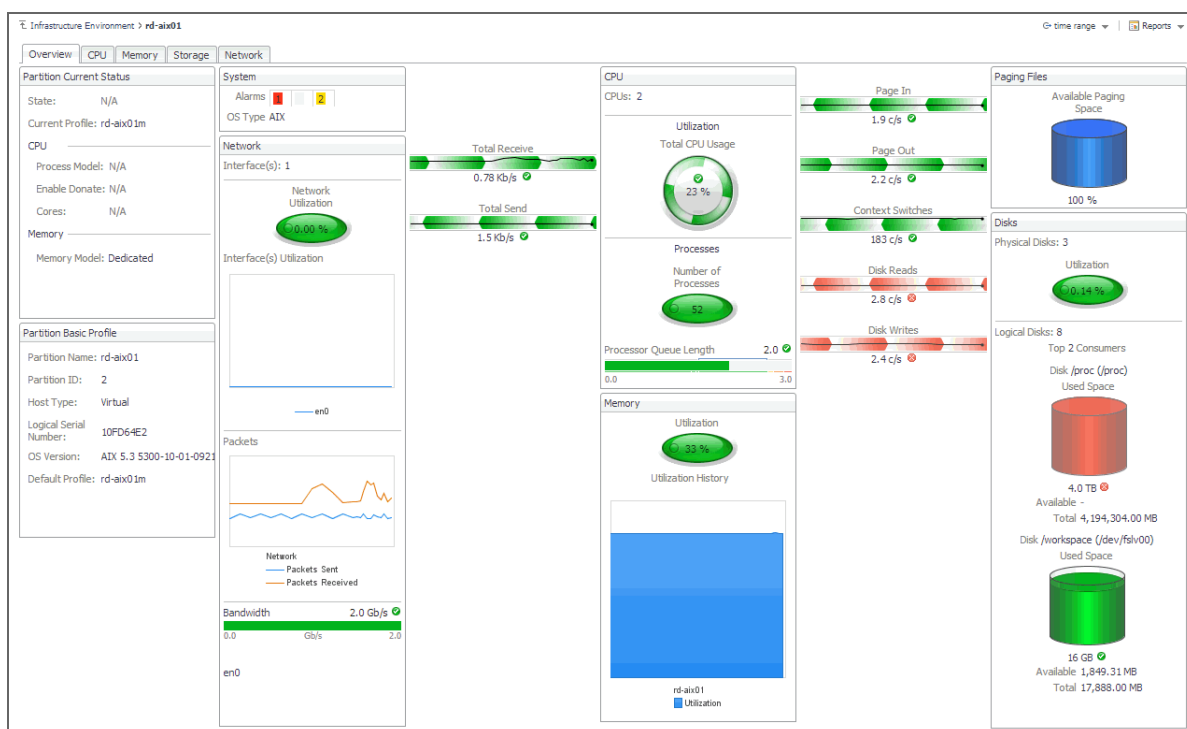 Infrastructure Environment > rd-aix01
time range
Reports
Overview
CPU
Memory
Storage
Network
Partition Current Status
State: N/A
Current Profile: rd-aix01m
CPU
Process Model: N/A
Enable Donate: N/A
Cores: N/A
Memory
Memory Model: Dedicated
Partition Basic Profile
Partition Name: rd-aix01
Partition ID: 2
Host Type: Virtual
Logical Serial
Number: 10FD64E2
OS Version: AIX 5.3 5300-10-01-0921
Default Profile: rd-aix01m
System
Alarms 1 2
OS Type AIX
Network
Interface(s): 1
Network
Utilization
0.00 %
Interface(s) Utilization
en0
Packets
Network
Packets Sent
Packets Received
Bandwidth 2.0 Gb/s
0.0 Gb/s 2.0
en0
Total Receive
0.78 Kb/s
Total Send
1.5 Kb/s
CPU
CPUs: 2
Utilization
Total CPU Usage
23 %
Processes
Number of
Processes
52
Processor Queue Length 2.0
0.0 3.0
Memory
Utilization
33 %
Utilization History
rd-aix01
Utilization
Page In
1.9 c/s
Page Out
2.2 c/s
Context Switches
183 c/s
Disk Reads
2.8 c/s
Disk Writes
2.4 c/s
Paging Files
Available Paging
Space
100 %
Disks
Physical Disks: 3
Utilization
0.14 %
Logical Disks: 8
Top 2 Consumers
Disk /proc (/proc)
Used Space
4.0 TB
Available -
Total 4,194,304.00 MB
Disk /workspace (/dev/fslv00)
Used Space
16 GB
Available 1,849.31 MB
Total 17,888.00 MB